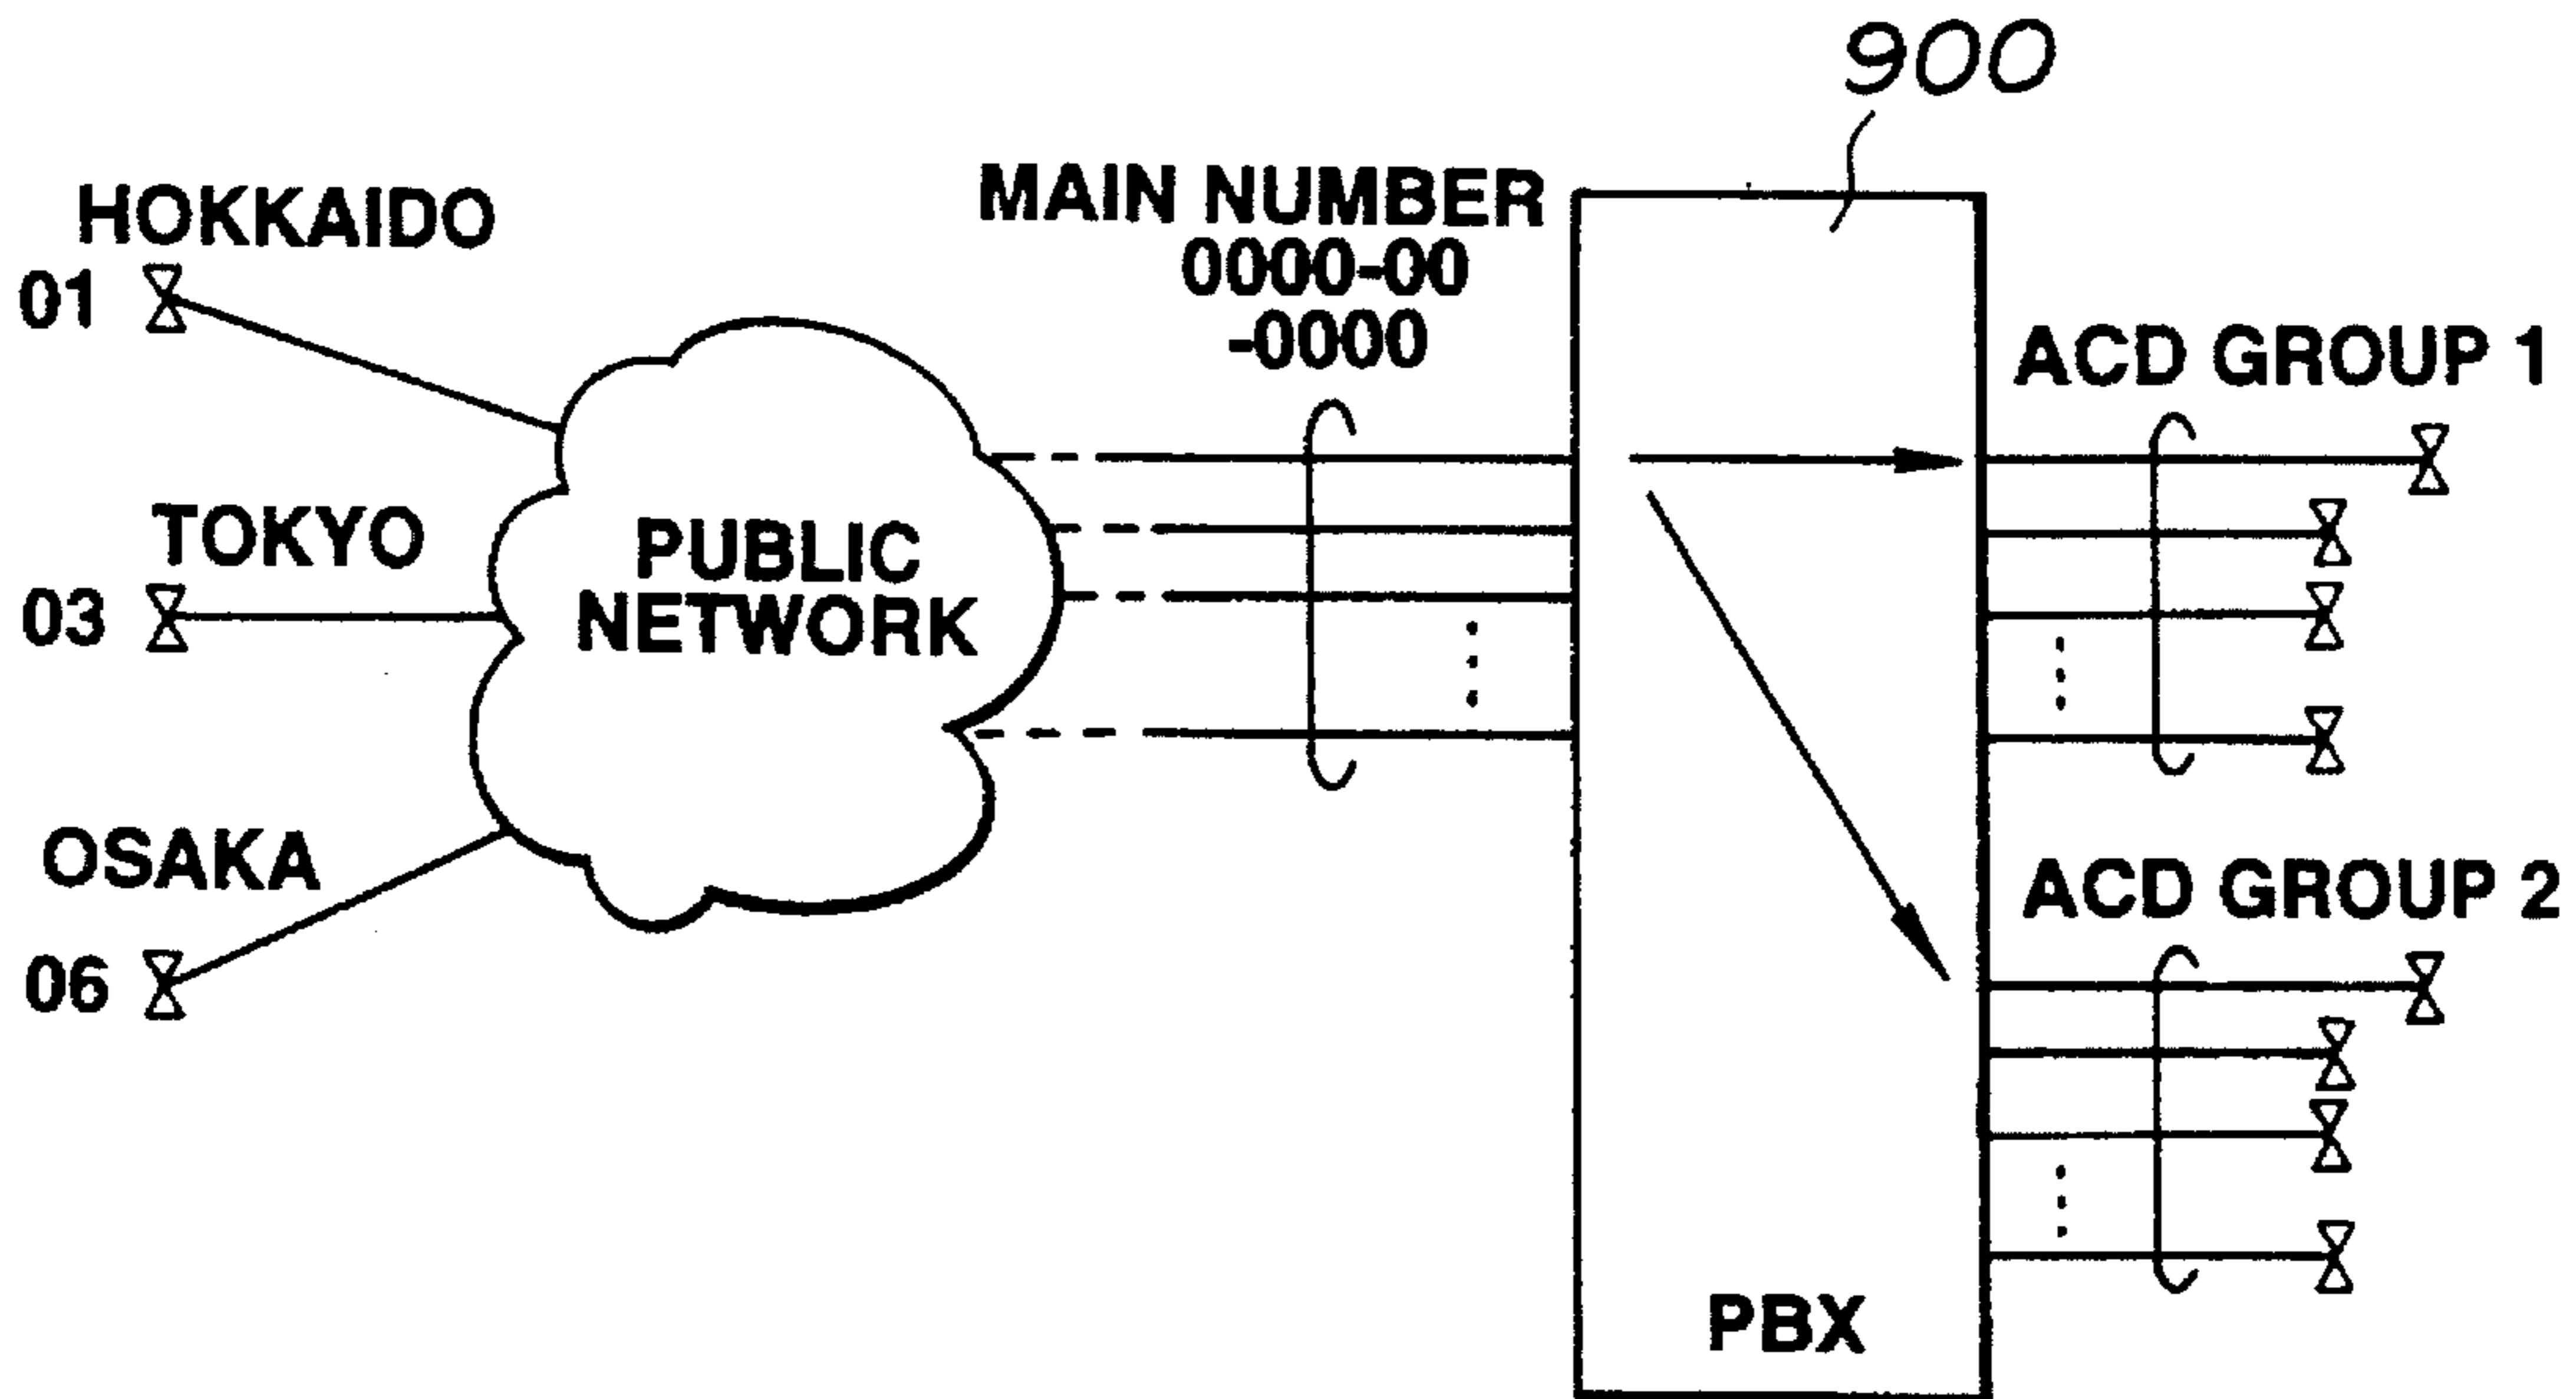 900
HOKKAIDO
01
MAIN NUMBER
0000-00
-0000
ACD GROUP 1
TOKYO
03
PUBLIC
NETWORK
OSAKA
06
ACD GROUP 2
PBX